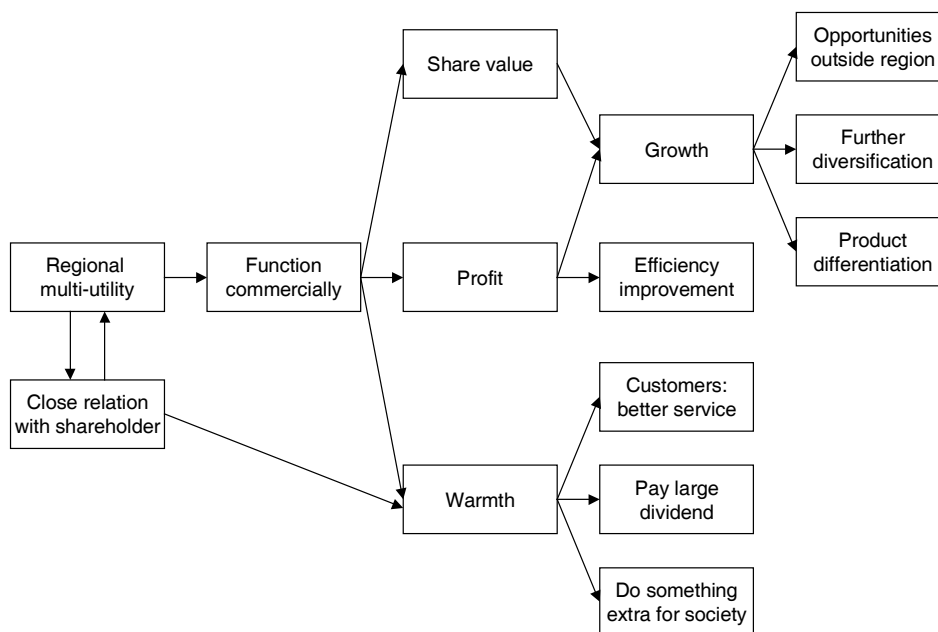 Opportunities
outside region
Share value
Growth
Further
diversification
Product
differentiation
Regional
multi-utility
Function
commercially
Profit
Efficiency
improvement
Close relation
with shareholder
Customers:
better service
Warmth
Pay large
dividend
Do something
extra for society